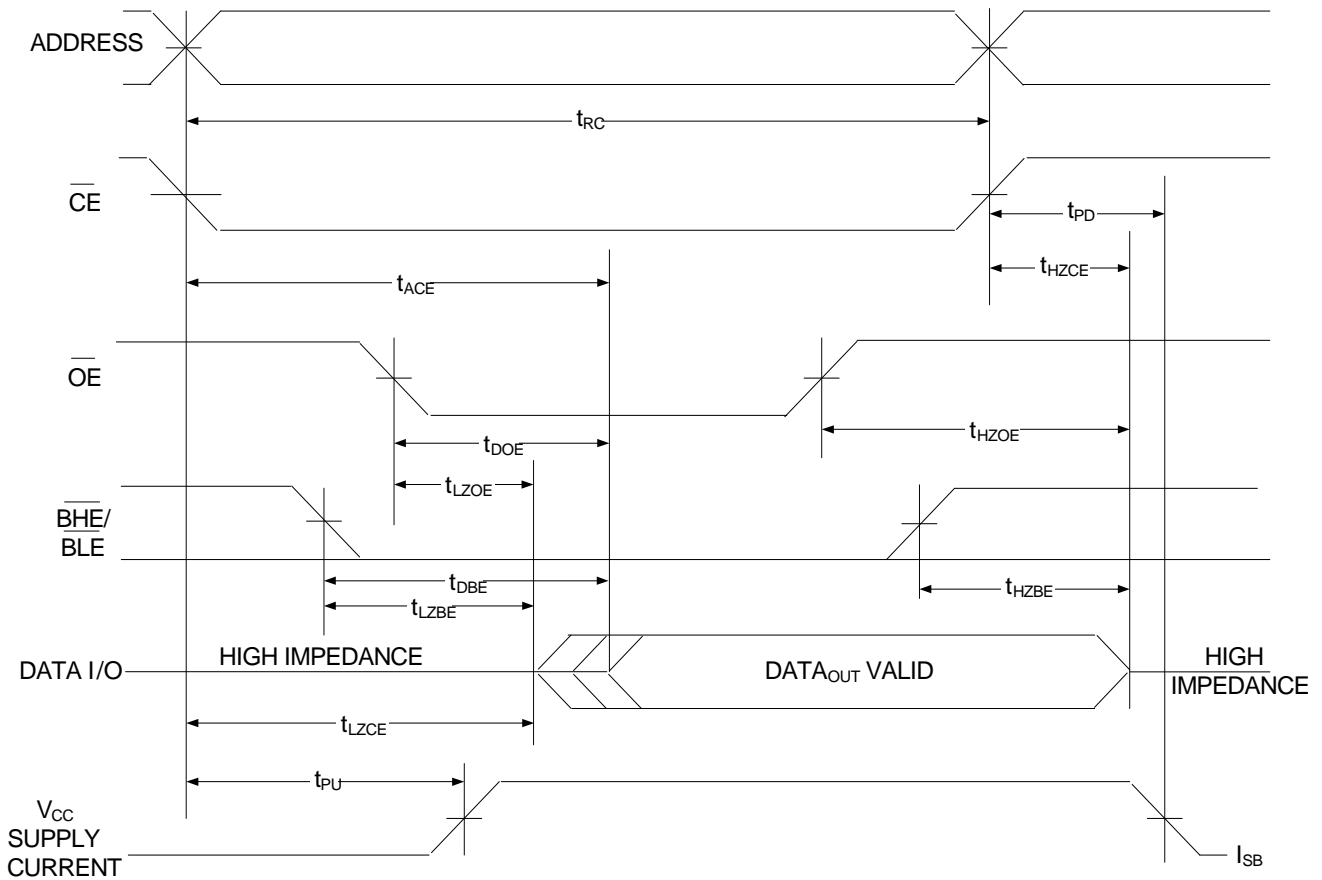 ADDRESS
tRC
CE
tPD
tHZCE
tACE
OE
tHZOE
tDOE
tLZOE
BHE/
BLE
tDBE
tHZBE
tLZBE
HIGH IMPEDANCE
DATA I/O
DATAOUT VALID
HIGH
IMPEDANCE
tLZCE
tPU
VCC
SUPPLY
CURRENT
ISB